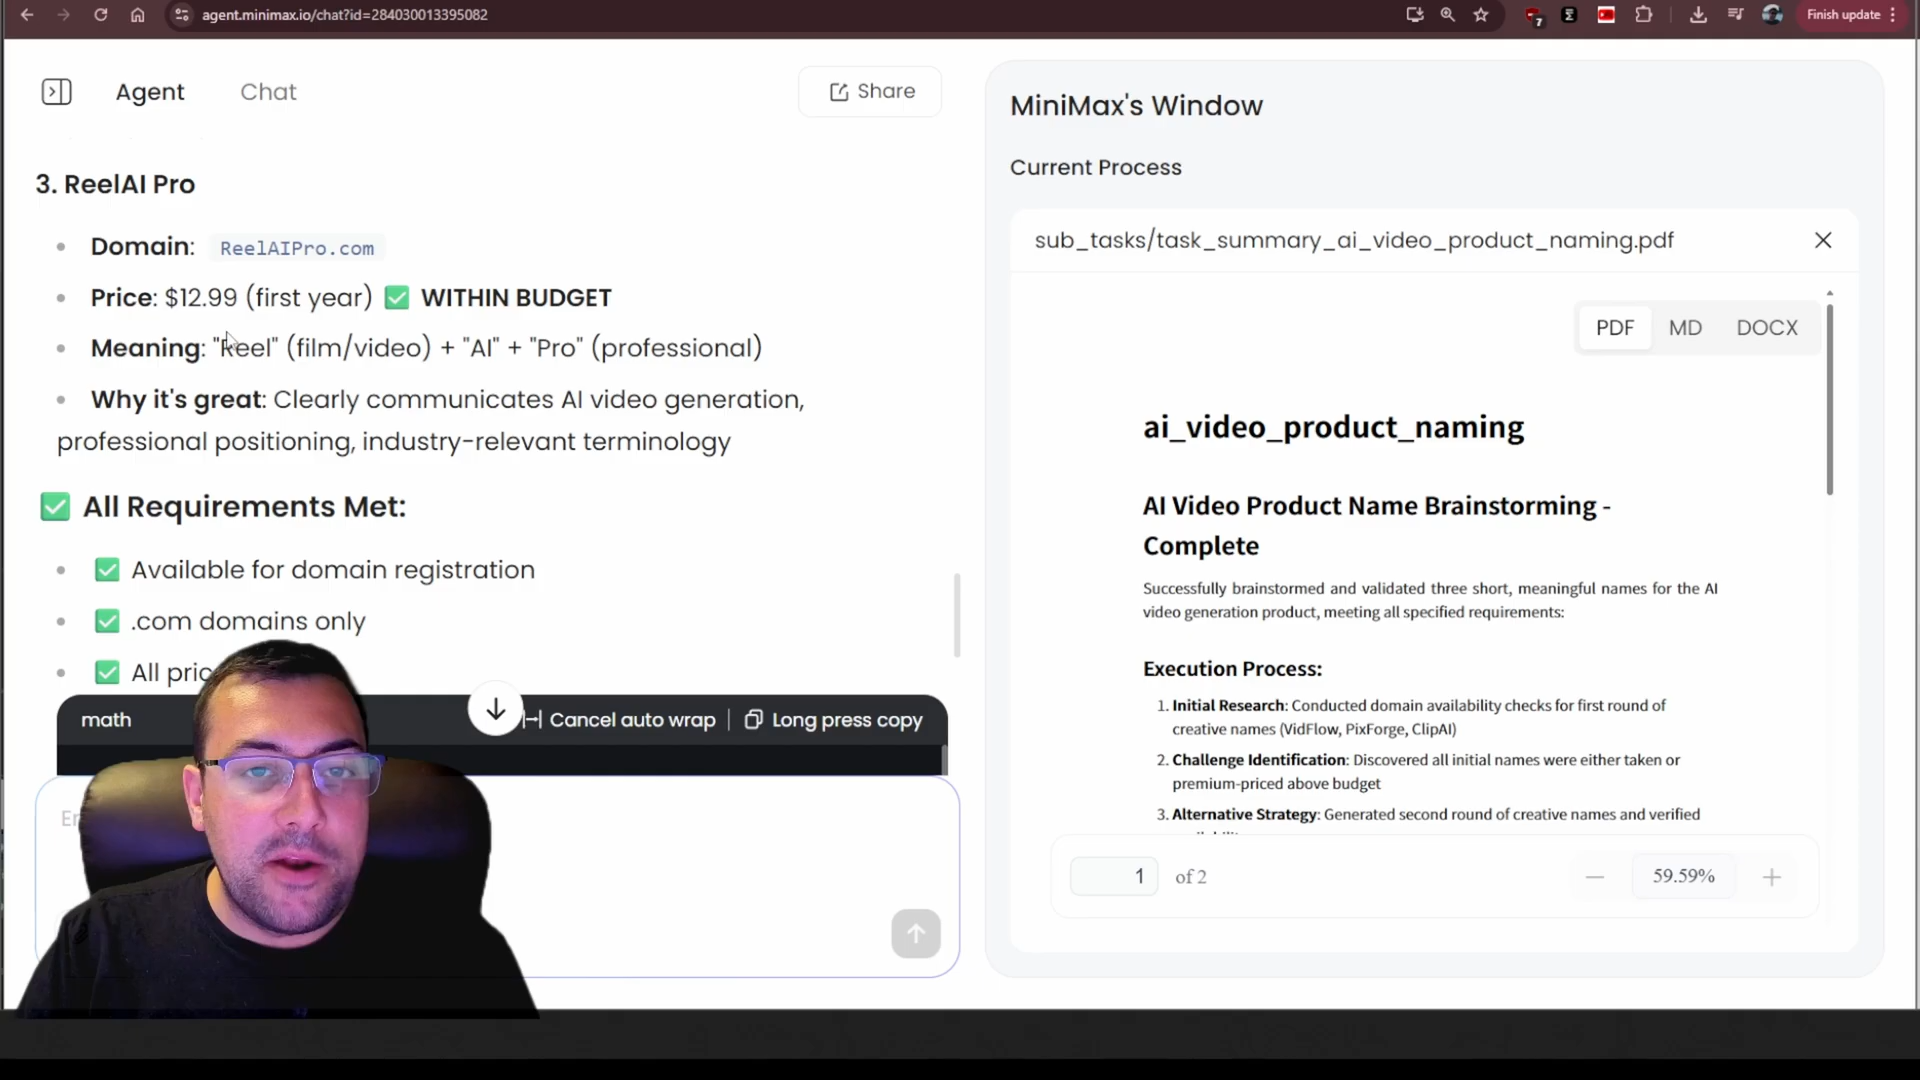 agent.minimax.io/chat?id=284030013395082
7
Finish update
Agent
Chat
Share
3. ReelAI Pro
Domain: ReelAIPro.com
Price: $12.99 (first year) ✅ WITHIN BUDGET
Meaning: "Reel" (film/video) + "AI" + "Pro" (professional)
Why it's great: Clearly communicates AI video generation,
professional positioning, industry-relevant terminology
✅ All Requirements Met:
✅ Available for domain registration
✅ .com domains only
✅ All pric
math
Cancel auto wrap
Long press copy
MiniMax's Window
Current Process
sub_tasks/task_summary_ai_video_product_naming.pdf
PDF
MD
DOCX
ai_video_product_naming
AI Video Product Name Brainstorming -
Complete
Successfully brainstormed and validated three short, meaningful names for the AI
video generation product, meeting all specified requirements:
Execution Process:
1. Initial Research: Conducted domain availability checks for first round of
creative names (VidFlow, PixForge, ClipAI)
2. Challenge Identification: Discovered all initial names were either taken or
premium-priced above budget
3. Alternative Strategy: Generated second round of creative names and verified
1 of 2
59.59%